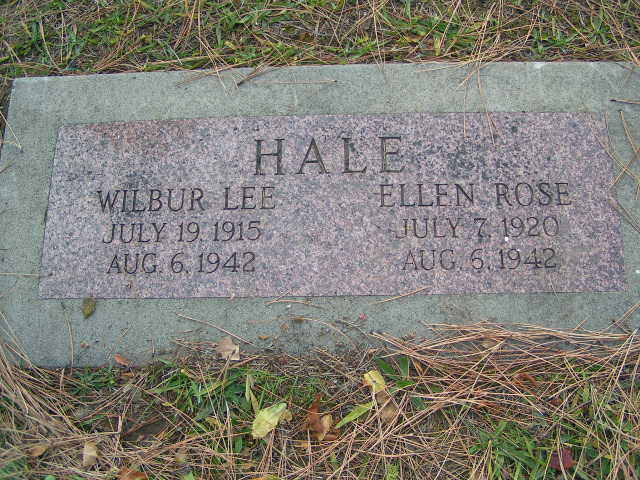 HALE
WILBUR LEE ELLEN ROSE
JULY 19, 1915 JULY 7, 1920
AUG. 6, 1942 AUG. 6, 1942